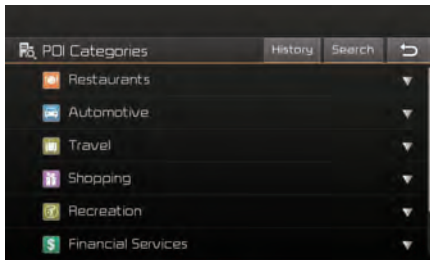 POI Categories History Search
Restaurants
Automotive
Travel
Shopping
Recreation
Financial Services